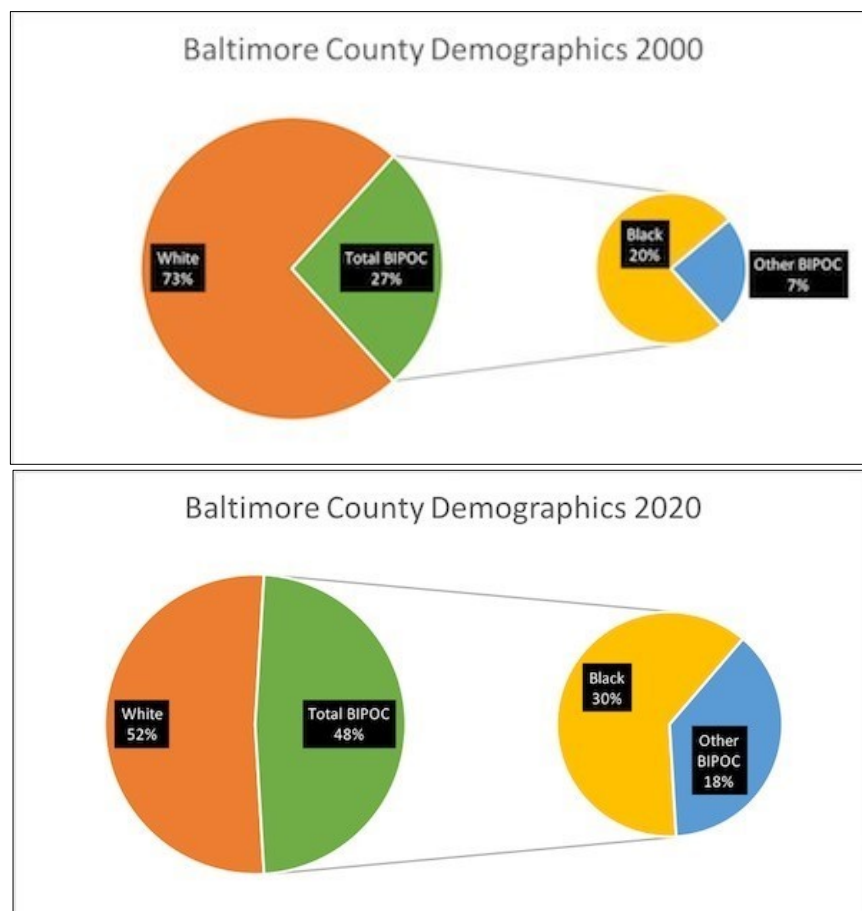 Baltimore County Demographics 2000
White
73%
Total BIPOC
27%
Black
20%
Other BIPOC
7%
Baltimore County Demographics 2020
White
52%
Total BIPOC
48%
Black
30%
Other
BIPOC
18%